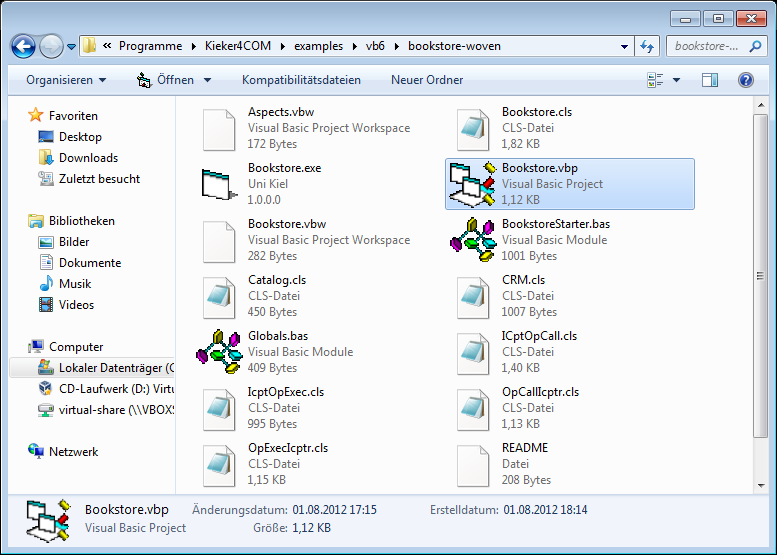 « Programme ▸ Kieker4COM ▸ examples ▸ vb6 ▸ bookstore-woven
bookstore-...
Organisieren
Öffnen
Kompatibilitätsdateien
Neuer Ordner
Favoriten
Desktop
Downloads
Zuletzt besucht
Bibliotheken
Bilder
Dokumente
Musik
Videos
Computer
Lokaler Datenträger (C
CD-Laufwerk (D:) Virtu
virtual-share (\\VBOXS
Netzwerk
Aspects.vbw
Visual Basic Project Workspace
172 Bytes
Bookstore.cls
CLS-Datei
1,82 KB
Bookstore.exe
Uni Kiel
1.0.0.0
Bookstore.vbp
Visual Basic Project
1,12 KB
Bookstore.vbw
Visual Basic Project Workspace
282 Bytes
BookstoreStarter.bas
Visual Basic Module
1001 Bytes
Catalog.cls
CLS-Datei
450 Bytes
CRM.cls
CLS-Datei
1007 Bytes
Globals.bas
Visual Basic Module
409 Bytes
ICptOpCall.cls
CLS-Datei
1,40 KB
IcptOpExec.cls
CLS-Datei
995 Bytes
OpCallIcptr.cls
CLS-Datei
1,13 KB
OpExecIcptr.cls
CLS-Datei
1,15 KB
README
Datei
208 Bytes
Bookstore.vbp
Visual Basic Project
Änderungsdatum: 01.08.2012 17:15
Größe: 1,12 KB
Erstelldatum: 01.08.2012 18:14